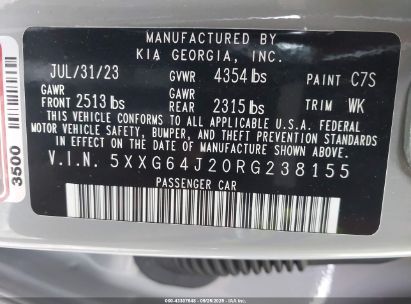 MANUFACTURED BY
KIA GEORGIA, INC.
JUL/31/23 GVWR 4354 lbs PAINT C7S
GAWR FRONT 2513 lbs GAWR REAR 2315 lbs TRIM WK
THIS VEHICLE CONFORMS TO ALL APPLICABLE U.S.A. FEDERAL
MOTOR VEHICLE SAFETY, BUMPER, AND THEFT PREVENTION STANDARDS
IN EFFECT ON THE DATE OF MANUFACTURE SHOWN ABOVE.
V.I.N. 5XXG64J20RG238155
PASSENGER CAR
3500